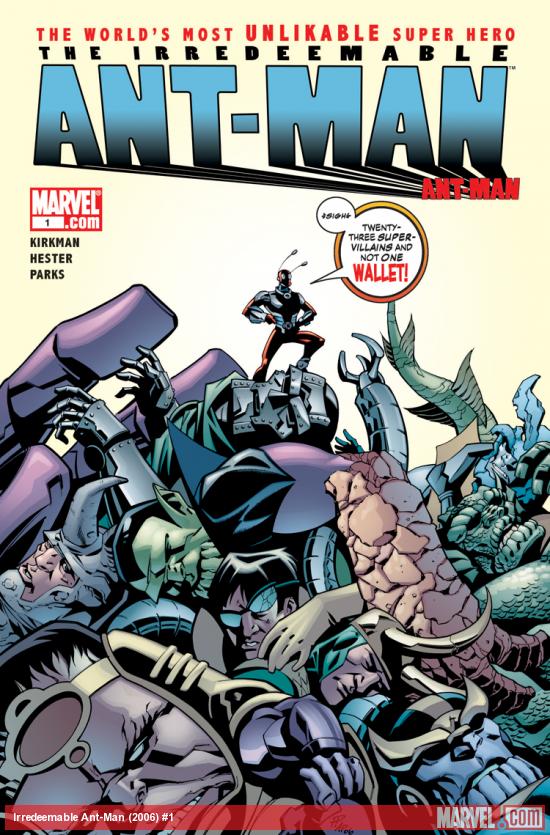 THE WORLD'S MOST UNLIKABLE SUPER HERO
THE IRREDEEMABLE
ANT-MAN
TM
ANT-MAN
MARVEL
1 .com
KIRKMAN
HESTER
PARKS
*SIGH*
TWENTY-
THREE SUPER-
VILLAINS AND
NOT ONE
WALLET!
Irredeemable Ant-Man (2006) #1
MARVEL.com